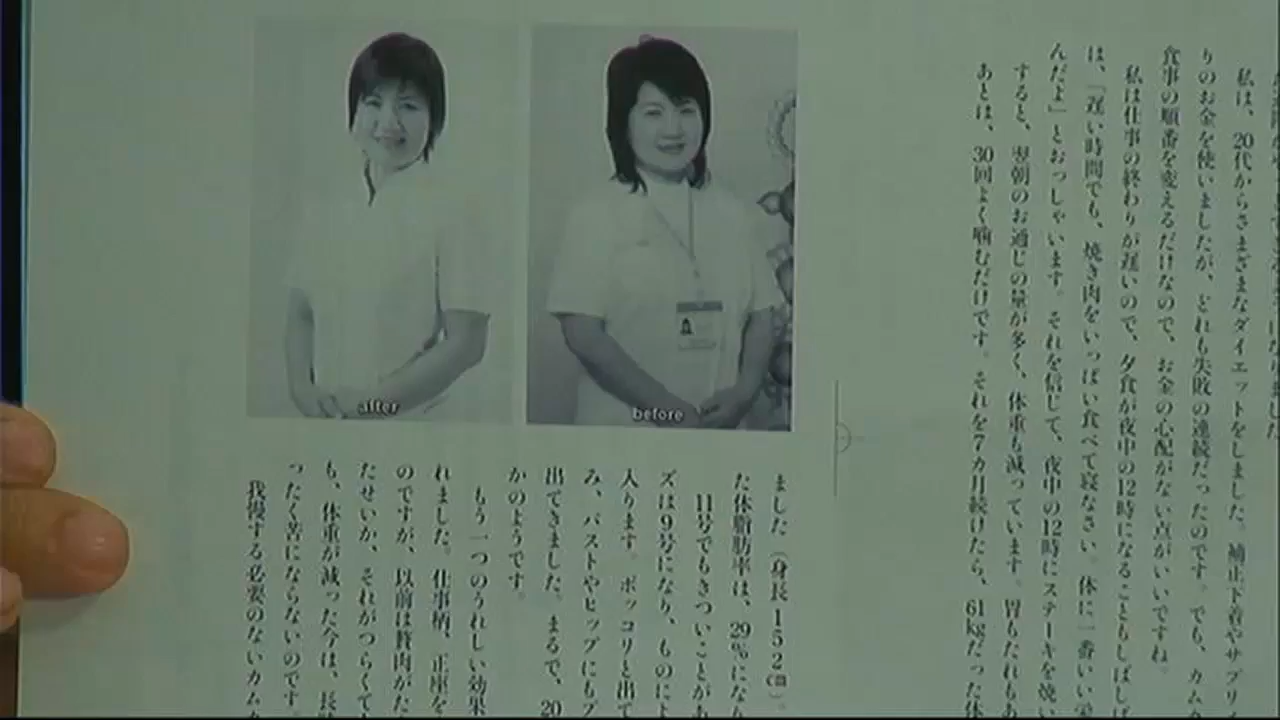 私は、20代からさまざまなダイエットをしました。補正下着やサプリ
りのお金を使いましたが、どれも失敗の連続だったのです。でも、カム
食事の順番を変えるだけなので、お金の心配がない点がいいですね。
私は仕事の終わりが遅いので、夕食が夜中の12時になることもしばし
は、「遅い時間でも、焼き肉をいっぱい食べて寝なさい。体に一番いい
んだよ」とおっしゃいます。それを信じて、夜中の12時にステーキを焼い
すると、翌朝のお通じの量が多く、体重も減っています。胃もたれもあ
あとは、30回よく噛むだけです。それを7カ月続けたら、61kgだった体
after
before
ました(身長152cm)。
た体脂肪率は、29%にな
11号でもきついことがあ
ズは9号になり、ものによ
入ります。ポッコリと出て
み、バストやヒップにもプ
出てきました。まるで、20
かのようです。
もう一つのうれしい効果
れました。仕事柄、正座を
のですが、以前は贅肉がた
たせいか、それがつらくて
も、体重が減った今は、長
ったく苦にならないのです。
我慢する必要のないカムカ